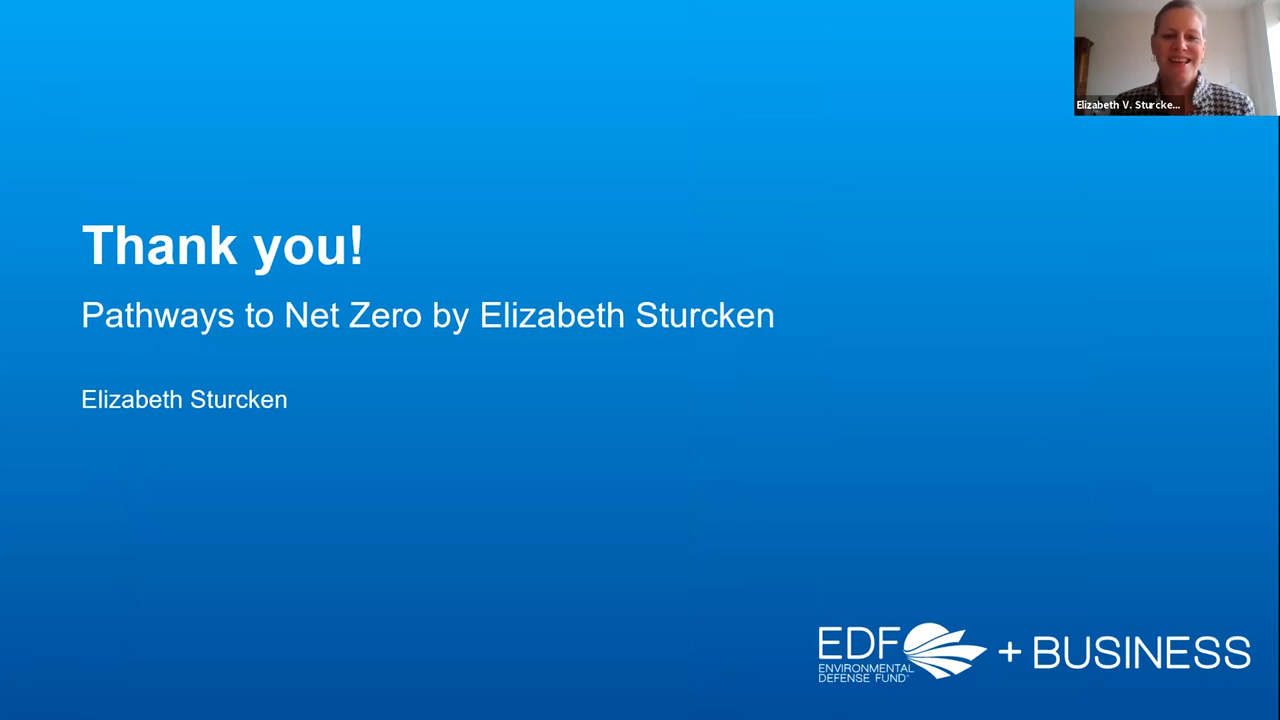 Elizabeth V. Sturcke...
Thank you!
Pathways to Net Zero by Elizabeth Sturcken
Elizabeth Sturcken
EDF + BUSINESS
ENVIRONMENTAL
DEFENSE FUND